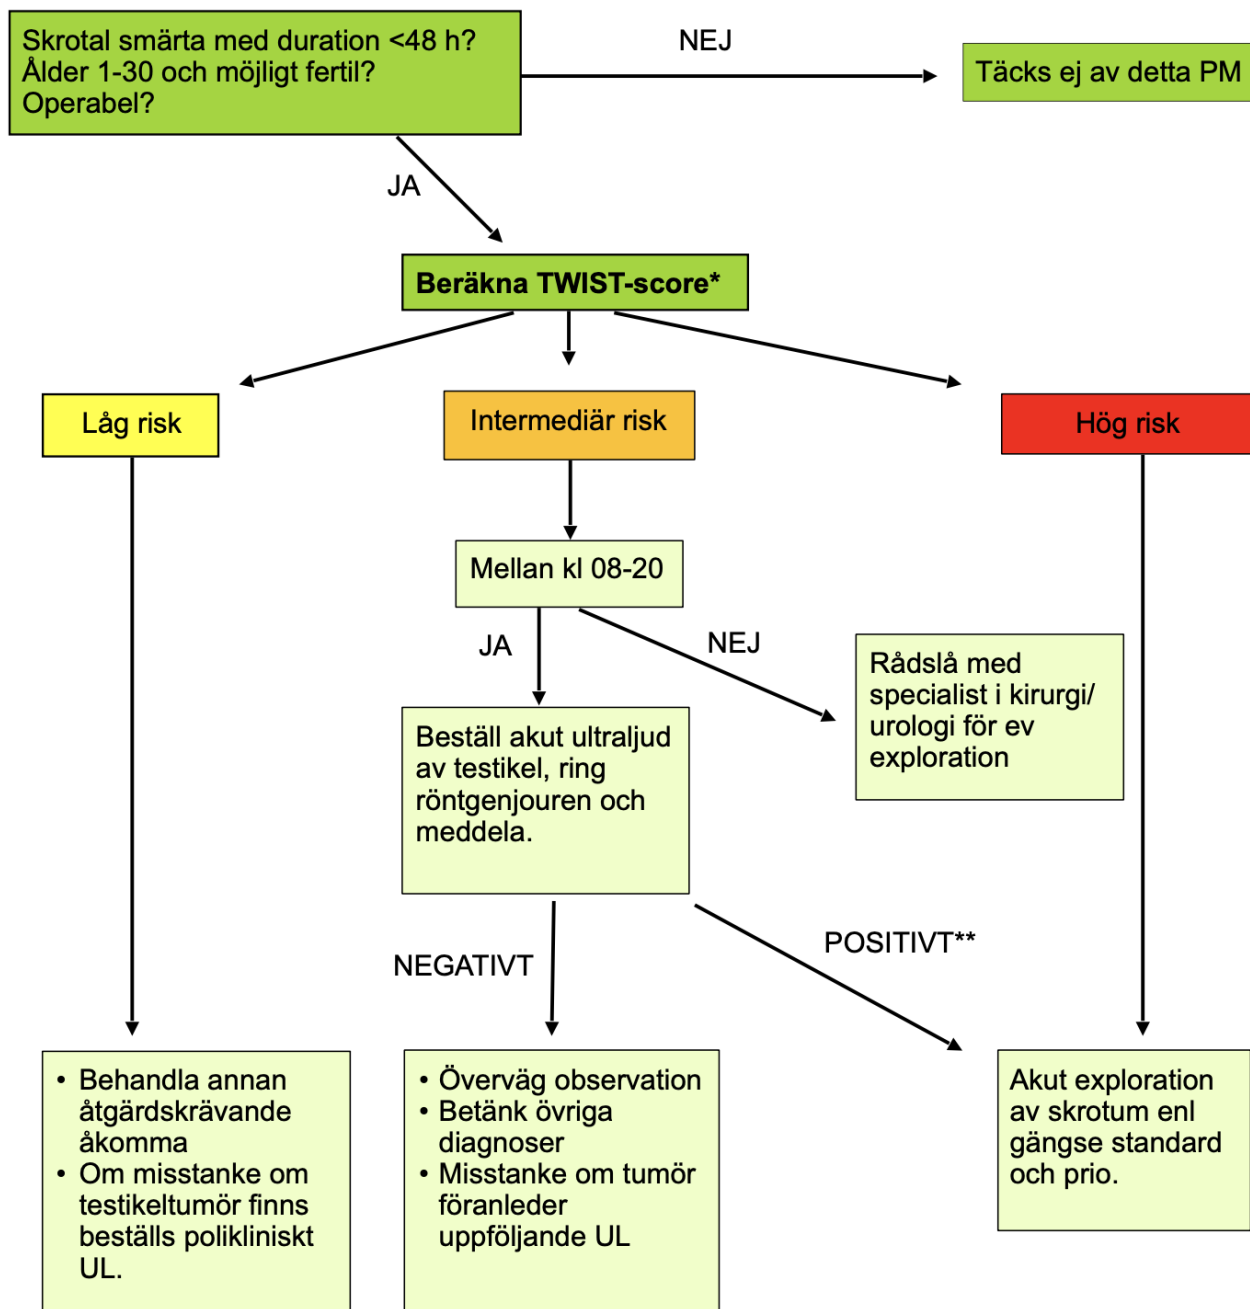 Skrotal smärta med duration <48 h?
Ålder 1-30 och möjligt fertil?
Operabel?
NEJ
Täcks ej av detta PM
JA
Beräkna TWIST-score*
Låg risk
Intermediär risk
Hög risk
Mellan kl 08-20
JA
NEJ
Rådslå med
specialist i kirurgi/
urologi för ev
exploration
Beställ akut ultraljud
av testikel, ring
röntgenjouren och
meddela.
NEGATIVT
POSITIVT**
• Behandla annan
åtgärdskrävande
åkomma
• Om misstanke om
testikeltumör finns
beställs polikliniskt
UL.
• Överväg observation
• Betänk övriga
diagnoser
• Misstanke om tumör
föranleder
uppföljande UL
Akut exploration
av skrotum enl
gängse standard
och prio.